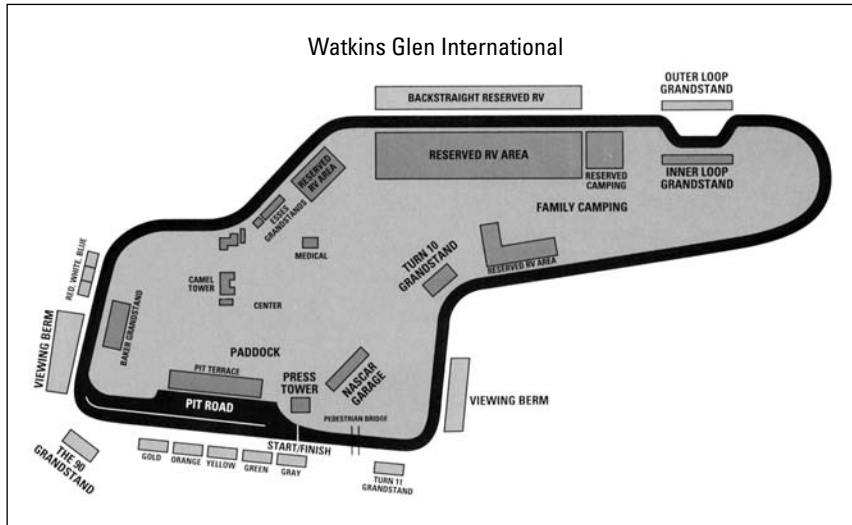 Watkins Glen International
OUTER LOOP
GRANDSTAND
BACKSTRAIGHT RESERVED RV
RESERVED RV AREA
RESERVED
CAMPING
INNER LOOP
GRANDSTAND
RESERVED
RV AREA
ESSES
GRANDSTANDS
FAMILY CAMPING
MEDICAL
TURN 10
GRANDSTAND
RESERVED RV AREA
RED, WHITE, BLUE
CAMEL
TOWER
CENTER
BAKER GRANDSTAND
VIEWING BERM
PADDOCK
PIT TERRACE
PRESS
TOWER
NASCAR
GARAGE
VIEWING BERM
PIT ROAD
PEDESTRIAN BRIDGE
START/FINISH
THE 90
GRANDSTAND
GOLD
ORANGE
YELLOW
GREEN
GRAY
TURN 11
GRANDSTAND